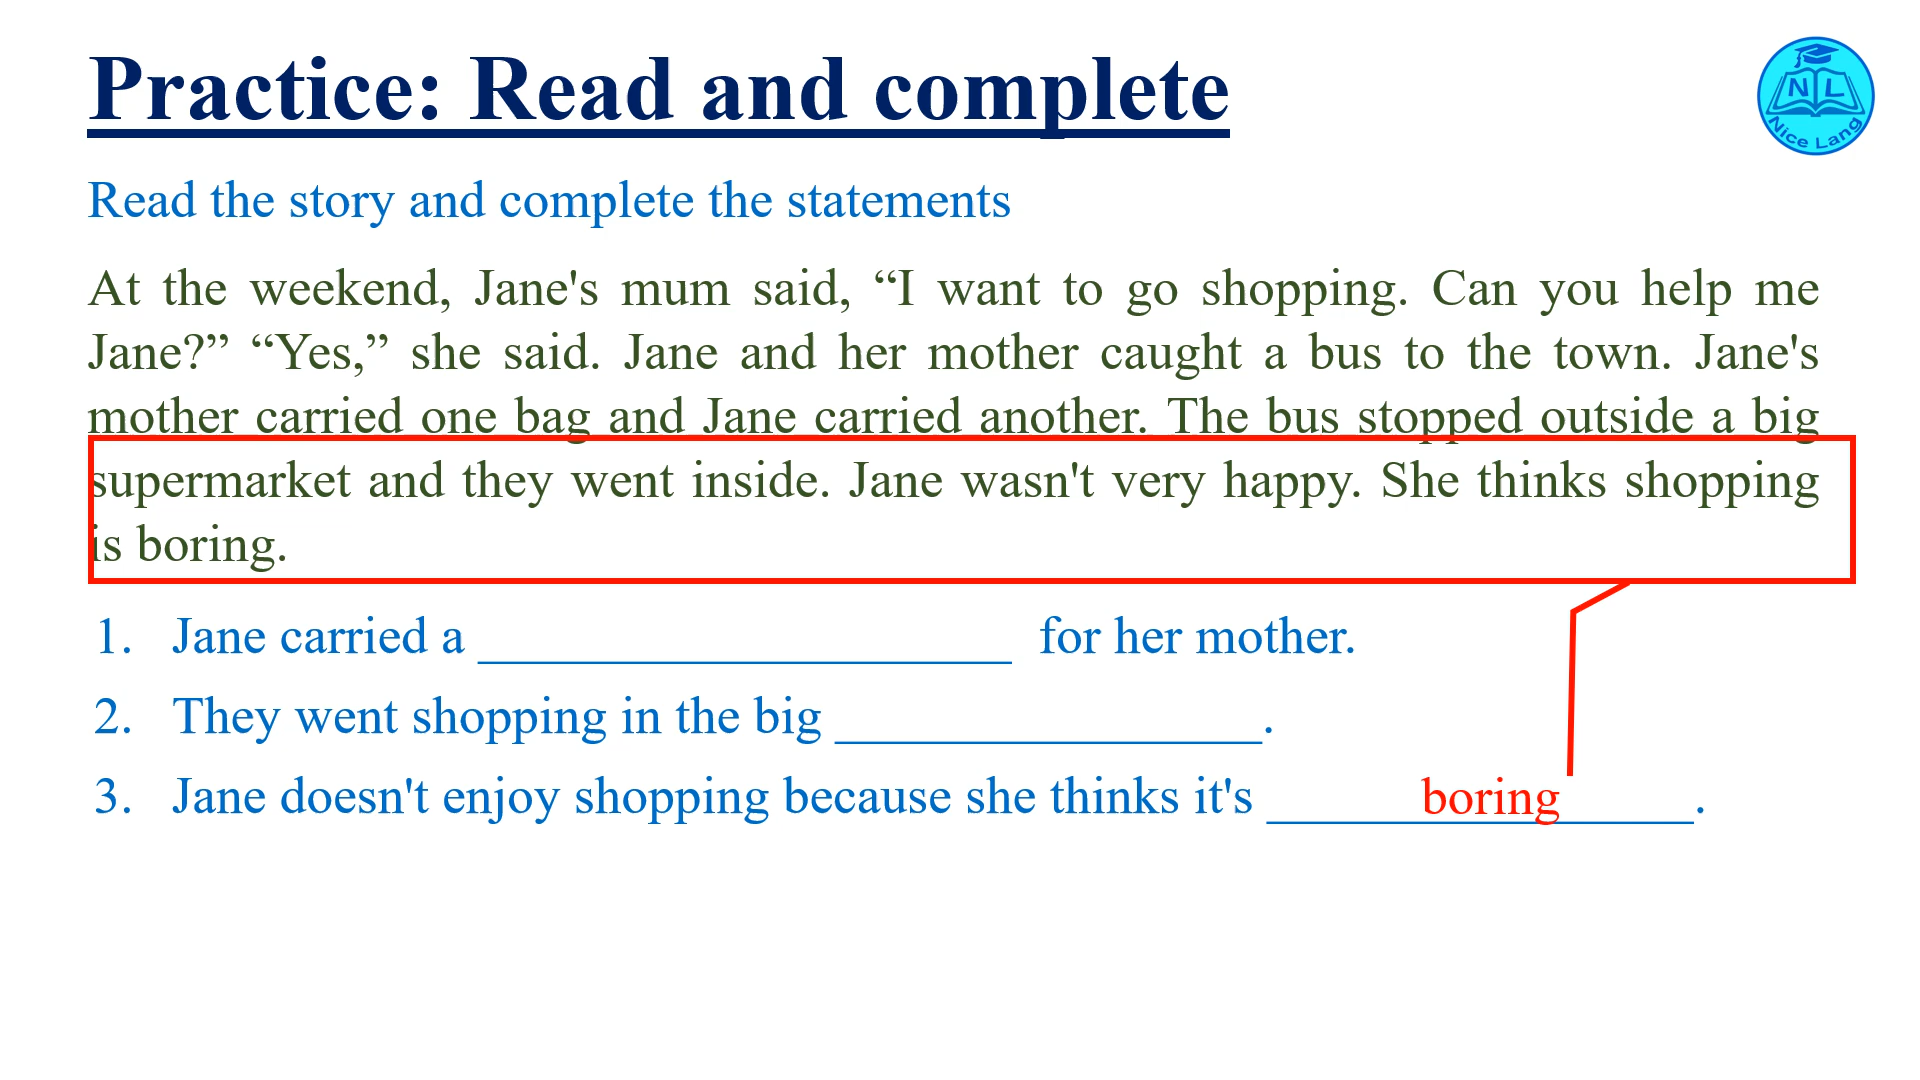 Practice: Read and complete
N L
Nice Lang
Read the story and complete the statements
At the weekend, Jane's mum said, “I want to go shopping. Can you help me
Jane?” “Yes,” she said. Jane and her mother caught a bus to the town. Jane's
mother carried one bag and Jane carried another. The bus stopped outside a big
supermarket and they went inside. Jane wasn't very happy. She thinks shopping
is boring.
1. Jane carried a ____________________ for her mother.
2. They went shopping in the big ________________.
3. Jane doesn't enjoy shopping because she thinks it's ______boring_____.